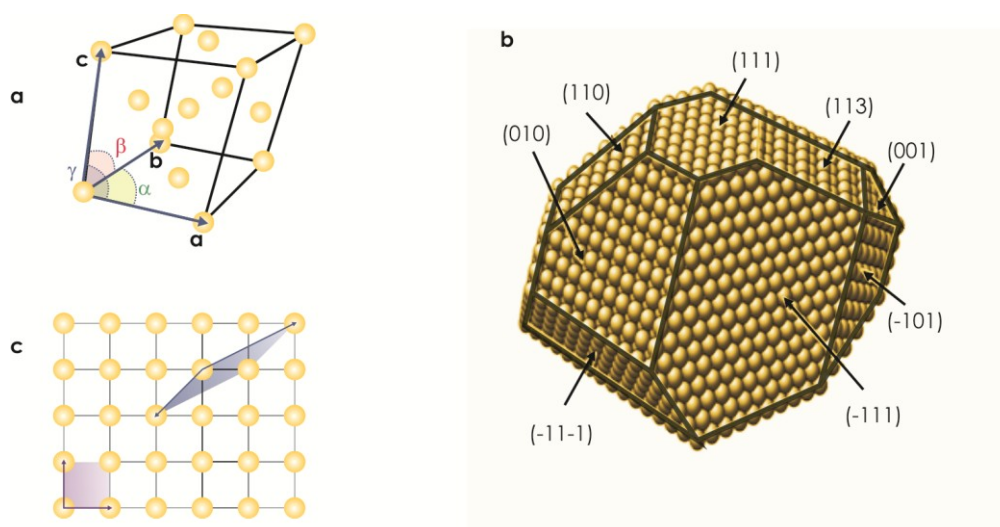 a
c
β
γ
b
α
a
b
(111)
(110)
(113)
(010)
(001)
(-101)
(-111)
(-11-1)
c